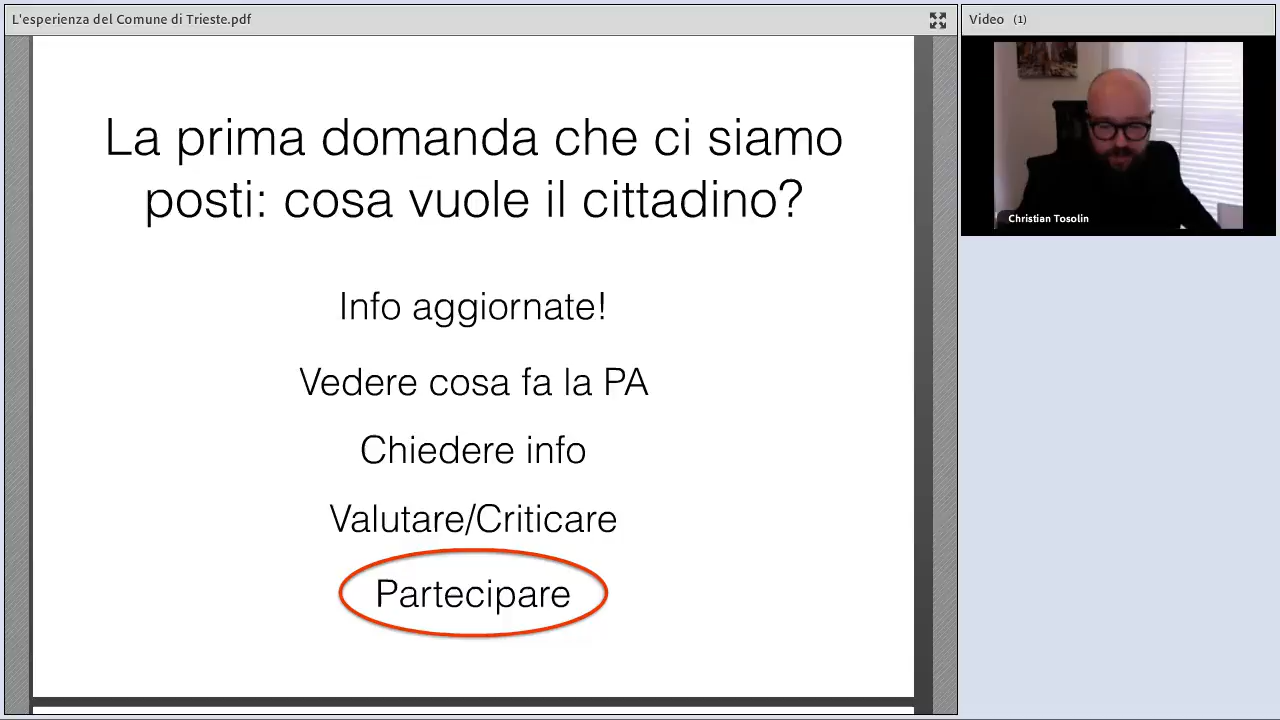 L'esperienza del Comune di Trieste.pdf
Video (1)
La prima domanda che ci siamo
posti: cosa vuole il cittadino?
Info aggiornate!
Vedere cosa fa la PA
Chiedere info
Valutare/Criticare
Partecipare
Christian Tosolin